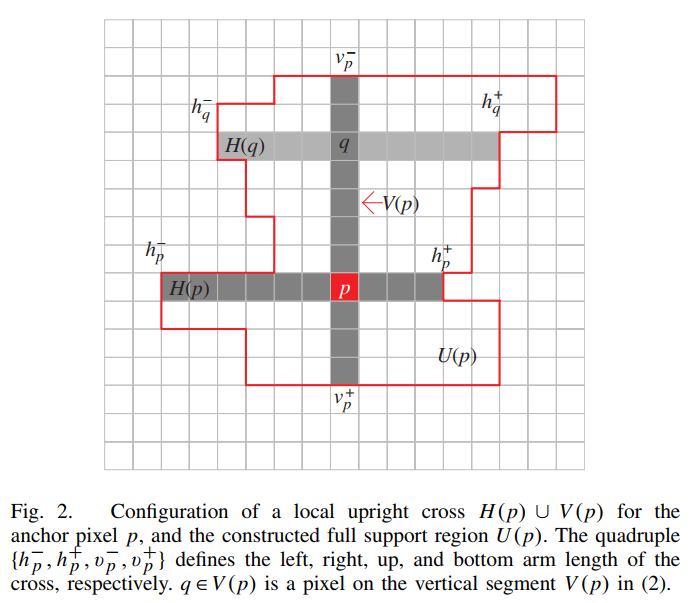 v_p^-
h_q^- h_q^+
H(q) q
V(p)
h_p^- h_p^+
H(p) p
U(p)
v_p^+
Fig. 2. Configuration of a local upright cross H(p) ∪ V(p) for the
anchor pixel p, and the constructed full support region U(p). The quadruple
{h_p^-, h_p^+, v_p^-, v_p^+} defines the left, right, up, and bottom arm length of the
cross, respectively. q ∈ V(p) is a pixel on the vertical segment V(p) in (2).